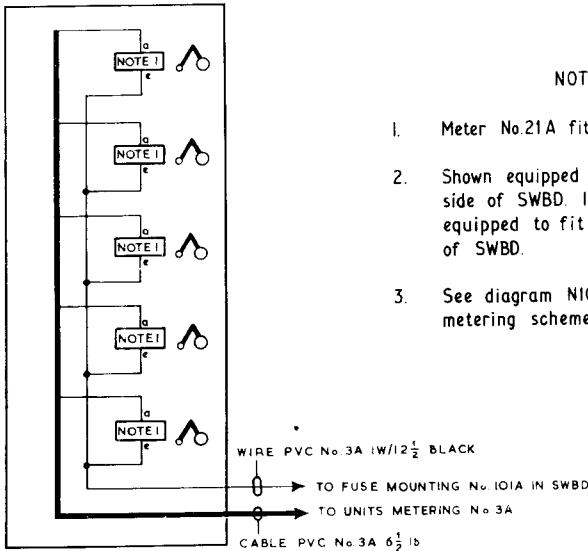 a
NOTE 1
e
a
NOTE 1
e
a
NOTE 1
e
a
NOTE 1
e
a
NOTE 1
e
NOT
1. Meter No.21A fit
2. Shown equipped
side of SWBD. I
equipped to fit
of SWBD.
3. See diagram N10
metering scheme
WIRE PVC No.3A 1W/12½ BLACK
TO FUSE MOUNTING No.101A IN SWBD
TO UNITS METERING No 3A
CABLE PVC No.3A 6½ lb